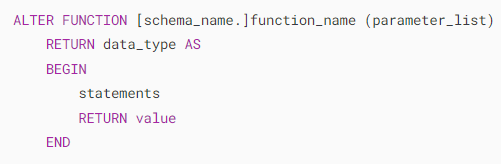 ALTER FUNCTION [schema_name.]function_name (parameter_list)
    RETURN data_type AS
    BEGIN
        statements
        RETURN value
    END